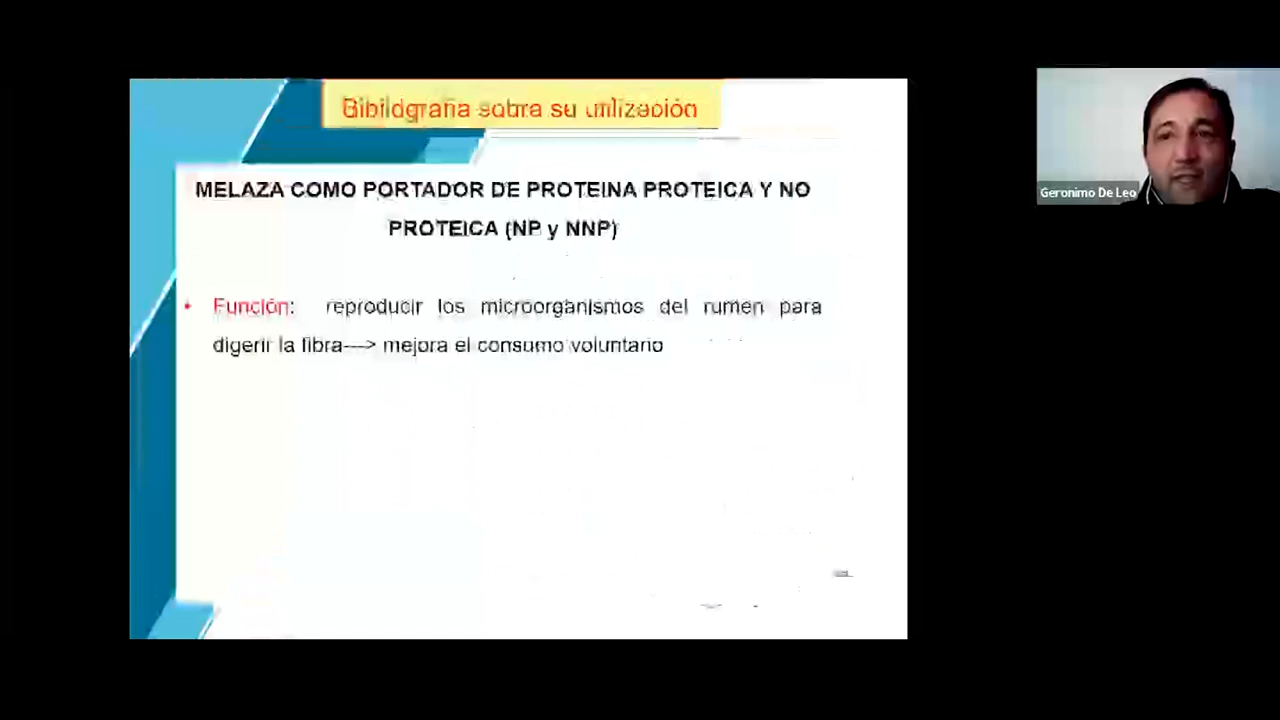 Bibliografia sobre su utilización
MELAZA COMO PORTADOR DE PROTEINA PROTEICA Y NO
PROTEICA (NP y NNP)
• Función: reproducir los microorganismos del rumen para
digerir la fibra---> mejora el consumo voluntario
Geronimo De Leo